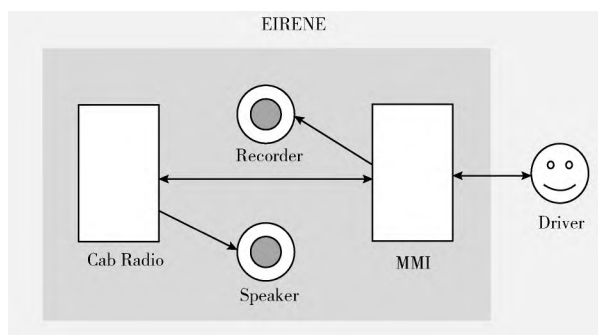 EIRENE
Recorder
Cab Radio
Speaker
MMI
Driver